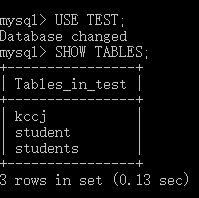 mysql> USE TEST;
Database changed
mysql> SHOW TABLES;
+----------------+
| Tables_in_test |
+----------------+
| kccj           |
| student        |
| students       |
+----------------+
3 rows in set (0.13 sec)